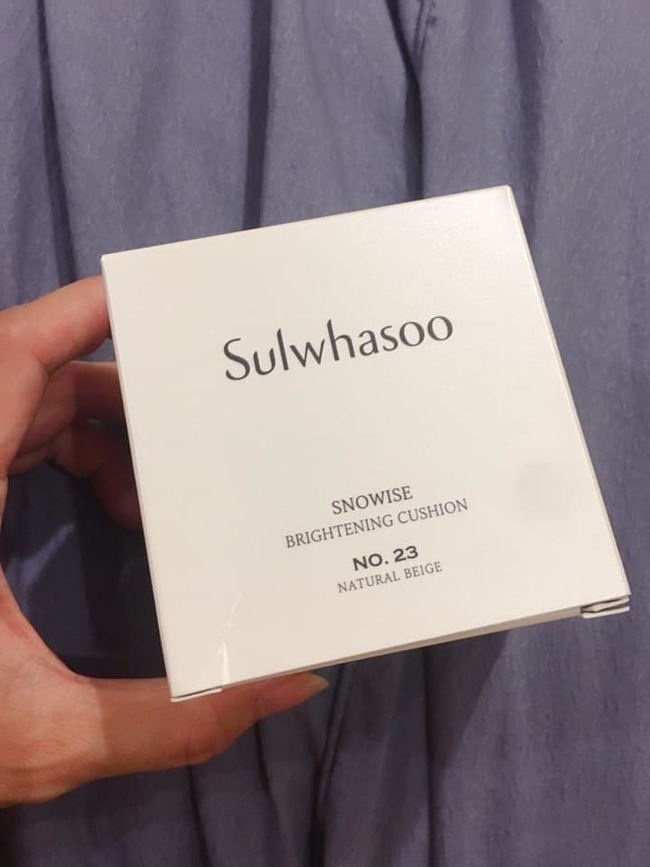 Sulwhasoo
SNOWISE
BRIGHTENING CUSHION
NO. 23
NATURAL BEIGE